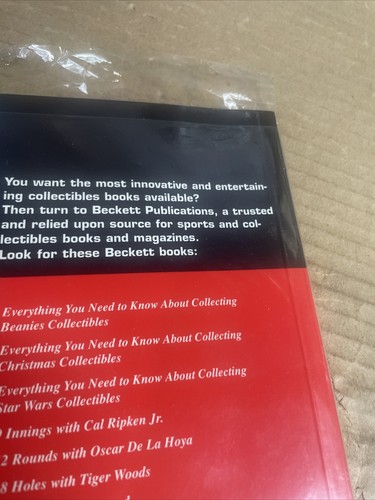 You want the most innovative and entertain-
ing collectibles books available?
Then turn to Beckett Publications, a trusted
and relied upon source for sports and col-
lectibles books and magazines.
Look for these Beckett books:
Everything You Need to Know About Collecting
Beanies Collectibles
Everything You Need to Know About Collecting
Christmas Collectibles
Everything You Need to Know About Collecting
Star Wars Collectibles
Innings with Cal Ripken Jr.
2 Rounds with Oscar De La Hoya
8 Holes with Tiger Woods